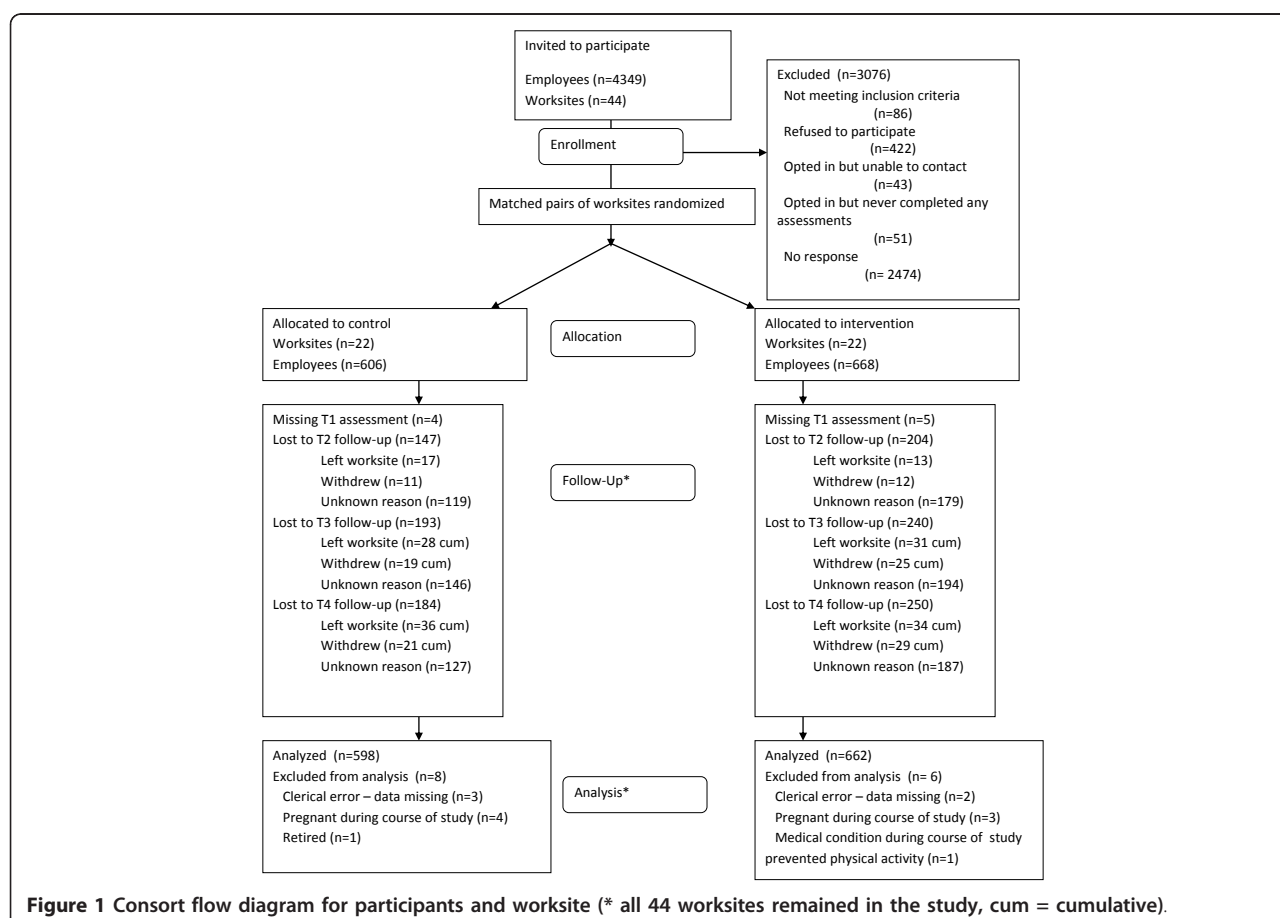 Invited to participate
Employees (n=4349)
Worksites (n=44)
Enrollment
Excluded (n=3076)
Not meeting inclusion criteria
(n=86)
Refused to participate
(n=422)
Opted in but unable to contact
(n=43)
Opted in but never completed any
assessments
(n=51)
No response
(n= 2474)
Matched pairs of worksites randomized
Allocated to control
Worksites (n=22)
Employees (n=606)
Allocation
Allocated to intervention
Worksites (n=22)
Employees (n=668)
Missing T1 assessment (n=4)
Lost to T2 follow-up (n=147)
Left worksite (n=17)
Withdrew (n=11)
Unknown reason (n=119)
Lost to T3 follow-up (n=193)
Left worksite (n=28 cum)
Withdrew (n=19 cum)
Unknown reason (n=146)
Lost to T4 follow-up (n=184)
Left worksite (n=36 cum)
Withdrew (n=21 cum)
Unknown reason (n=127)
Follow-Up*
Missing T1 assessment (n=5)
Lost to T2 follow-up (n=204)
Left worksite (n=13)
Withdrew (n=12)
Unknown reason (n=179)
Lost to T3 follow-up (n=240)
Left worksite (n=31 cum)
Withdrew (n=25 cum)
Unknown reason (n=194)
Lost to T4 follow-up (n=250)
Left worksite (n=34 cum)
Withdrew (n=29 cum)
Unknown reason (n=187)
Analyzed (n=598)
Excluded from analysis (n=8)
Clerical error – data missing (n=3)
Pregnant during course of study (n=4)
Retired (n=1)
Analysis*
Analyzed (n=662)
Excluded from analysis (n= 6)
Clerical error – data missing (n=2)
Pregnant during course of study (n=3)
Medical condition during course of study
prevented physical activity (n=1)
Figure 1 Consort flow diagram for participants and worksite (* all 44 worksites remained in the study, cum = cumulative).